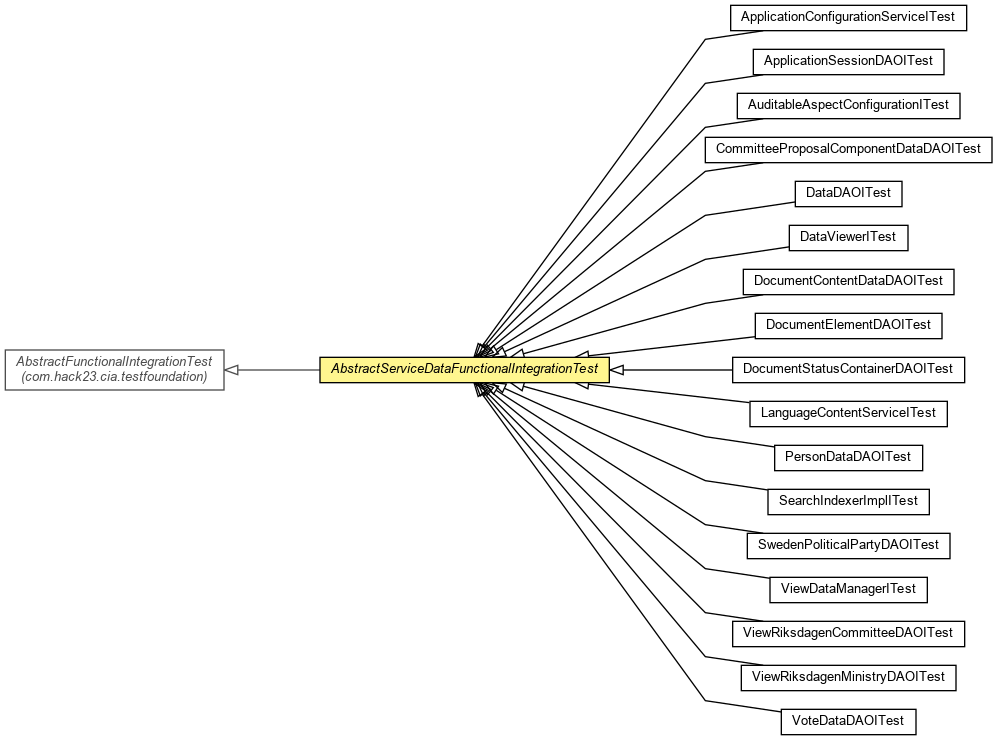 ApplicationConfigurationServiceITest
ApplicationSessionDAOITest
AuditableAspectConfigurationITest
CommitteeProposalComponentDataDAOITest
DataDAOITest
DataViewerITest
DocumentContentDataDAOITest
DocumentElementDAOITest
AbstractFunctionalIntegrationTest
(com.hack23.cia.testfoundation)
AbstractServiceDataFunctionalIntegrationTest
DocumentStatusContainerDAOITest
LanguageContentServiceITest
PersonDataDAOITest
SearchIndexerImplITest
SwedenPoliticalPartyDAOITest
ViewDataManagerITest
ViewRiksdagenCommitteeDAOITest
ViewRiksdagenMinistryDAOITest
VoteDataDAOITest